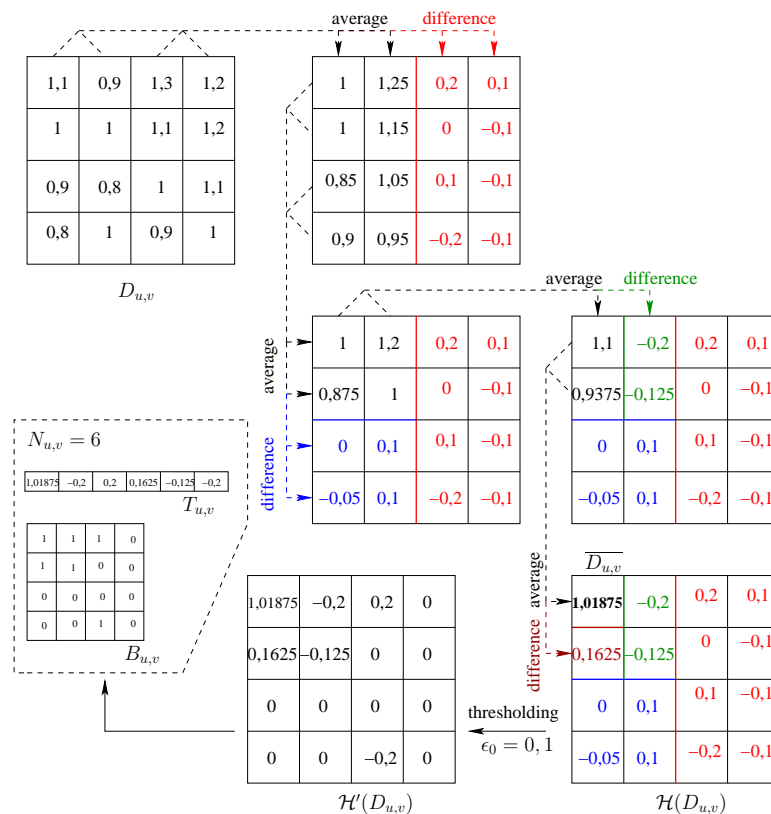 average difference
1,1 0,9 1,3 1,2
1 1 1,1 1,2
0,9 0,8 1 1,1
0,8 1 0,9 1
D_{u,v}
1 1,25 0,2 0,1
1 1,15 0 −0,1
0,85 1,05 0,1 −0,1
0,9 0,95 −0,2 −0,1
average difference
average
difference
1 1,2 0,2 0,1
0,875 1 0 −0,1
0 0,1 0,1 −0,1
−0,05 0,1 −0,2 −0,1
1,1 −0,2 0,2 0,1
0,9375 −0,125 0 −0,1
0 0,1 0,1 −0,1
−0,05 0,1 −0,2 −0,1
N_{u,v} = 6
1,01875 −0,2 0,2 0,1625 −0,125 −0,2
T_{u,v}
1 1 1 0
1 1 0 0
0 0 0 0
0 0 1 0
B_{u,v}
1,01875 −0,2 0,2 0
0,1625 −0,125 0 0
0 0 0 0
0 0 −0,2 0
H′(D_{u,v})
thresholding
ϵ_0 = 0, 1
average
difference
\overline{D_{u,v}}
1,01875 −0,2 0,2 0,1
0,1625 −0,125 0 −0,1
0 0,1 0,1 −0,1
−0,05 0,1 −0,2 −0,1
H(D_{u,v})